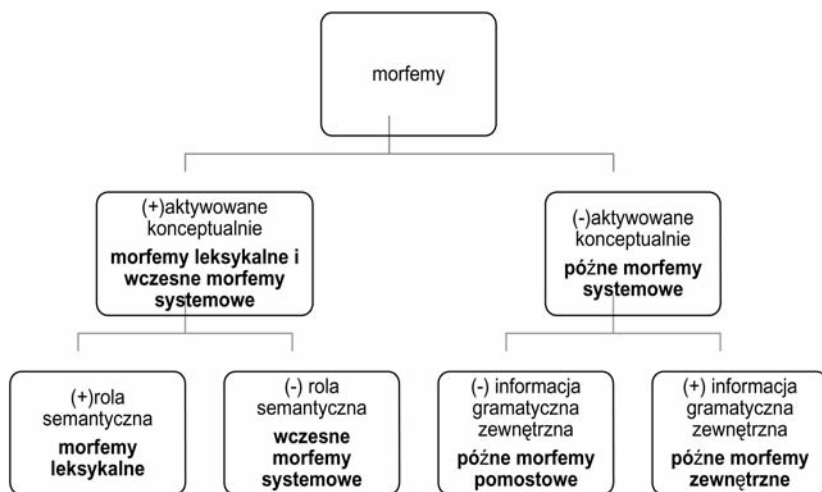 morfemy
(+)aktywowane
konceptualnie
morfemy leksykalne i
wczesne morfemy
systemowe
(-)aktywowane
konceptualnie
późne morfemy
systemowe
(+)rola
semantyczna
morfemy
leksykalne
(-) rola
semantyczna
wczesne
morfemy
systemowe
(-) informacja
gramatyczna
zewnętrzna
późne morfemy
pomostowe
(+) informacja
gramatyczna
zewnętrzna
późne morfemy
zewnętrzne